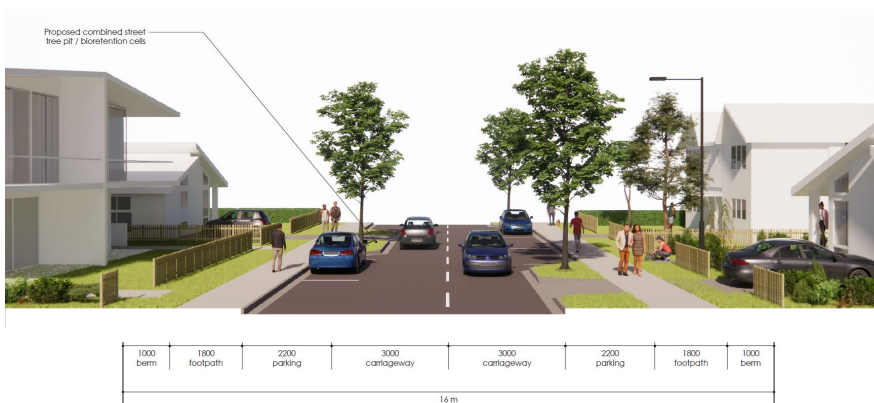 Proposed combined street
tree pit / bioretention cells
1000 1800 2200 3000 3000 2200 1800 1000
berm footpath parking carriageway carriageway parking footpath berm
16 m